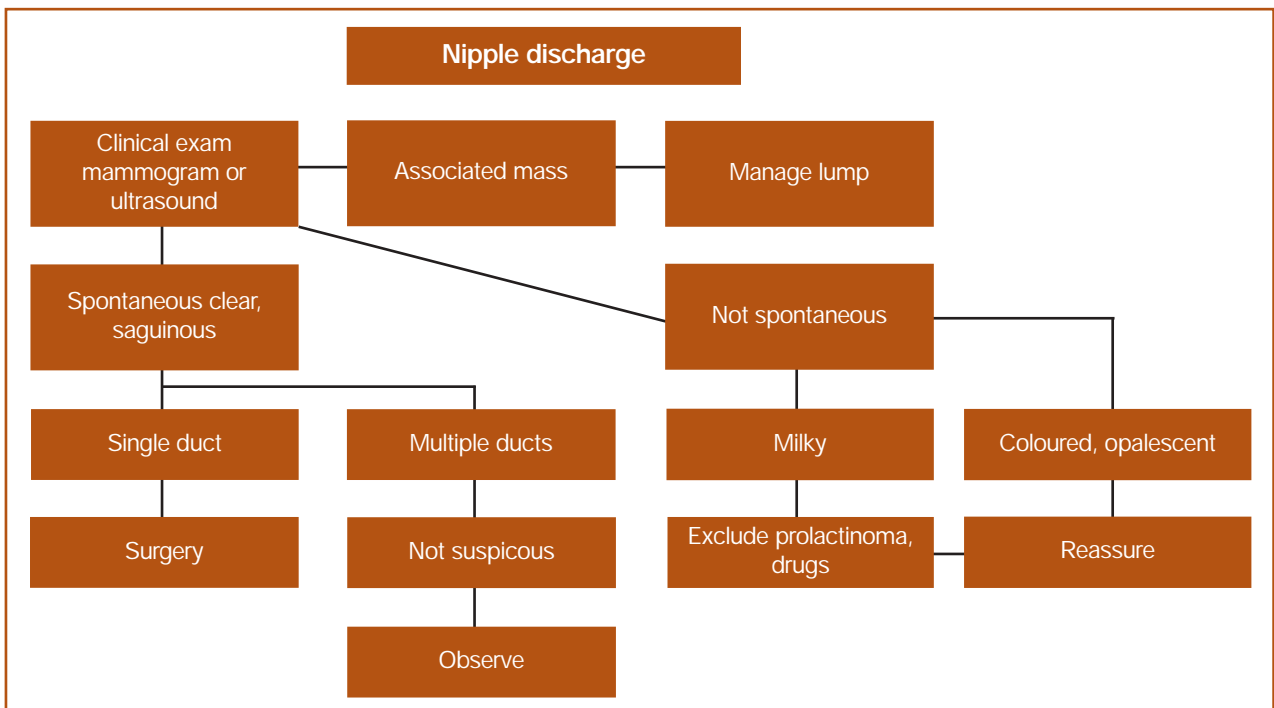 Nipple discharge
Clinical exam
mammogram or
ultrasound
Associated mass
Manage lump
Spontaneous clear,
saguinous
Not spontaneous
Single duct
Multiple ducts
Milky
Coloured, opalescent
Surgery
Not suspicous
Exclude prolactinoma,
drugs
Reassure
Observe